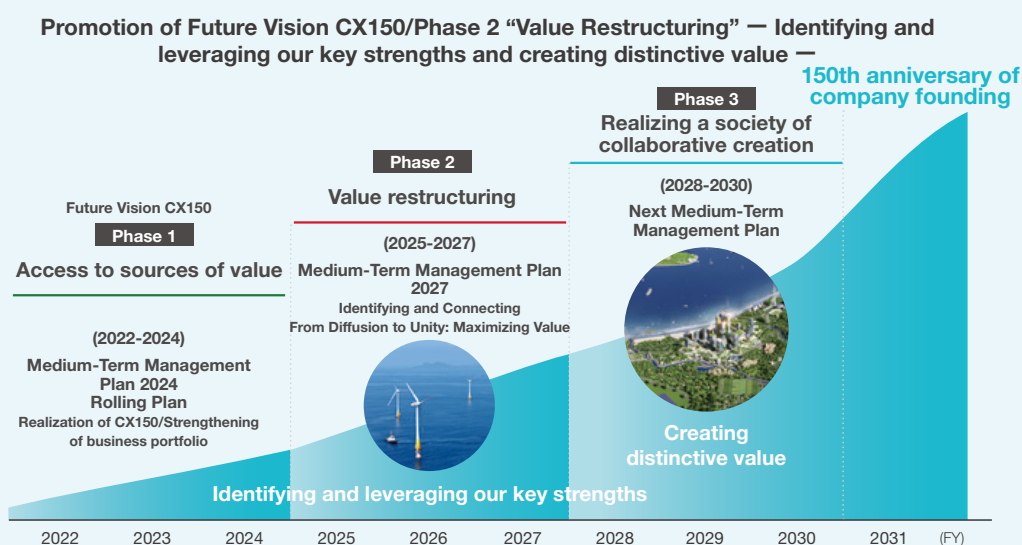 Promotion of Future Vision CX150/Phase 2 “Value Restructuring” — Identifying and
leveraging our key strengths and creating distinctive value —
150th anniversary of
company founding
Future Vision CX150
Phase 1
Access to sources of value
(2022-2024)
Medium-Term Management
Plan 2024
Rolling Plan
Realization of CX150/Strengthening
of business portfolio
Phase 2
Value restructuring
(2025-2027)
Medium-Term Management Plan
2027
Identifying and Connecting
From Diffusion to Unity: Maximizing Value
Phase 3
Realizing a society of
collaborative creation
(2028-2030)
Next Medium-Term
Management Plan
Creating
distinctive value
Identifying and leveraging our key strengths
2022 2023 2024 2025 2026 2027 2028 2029 2030 2031 (FY)